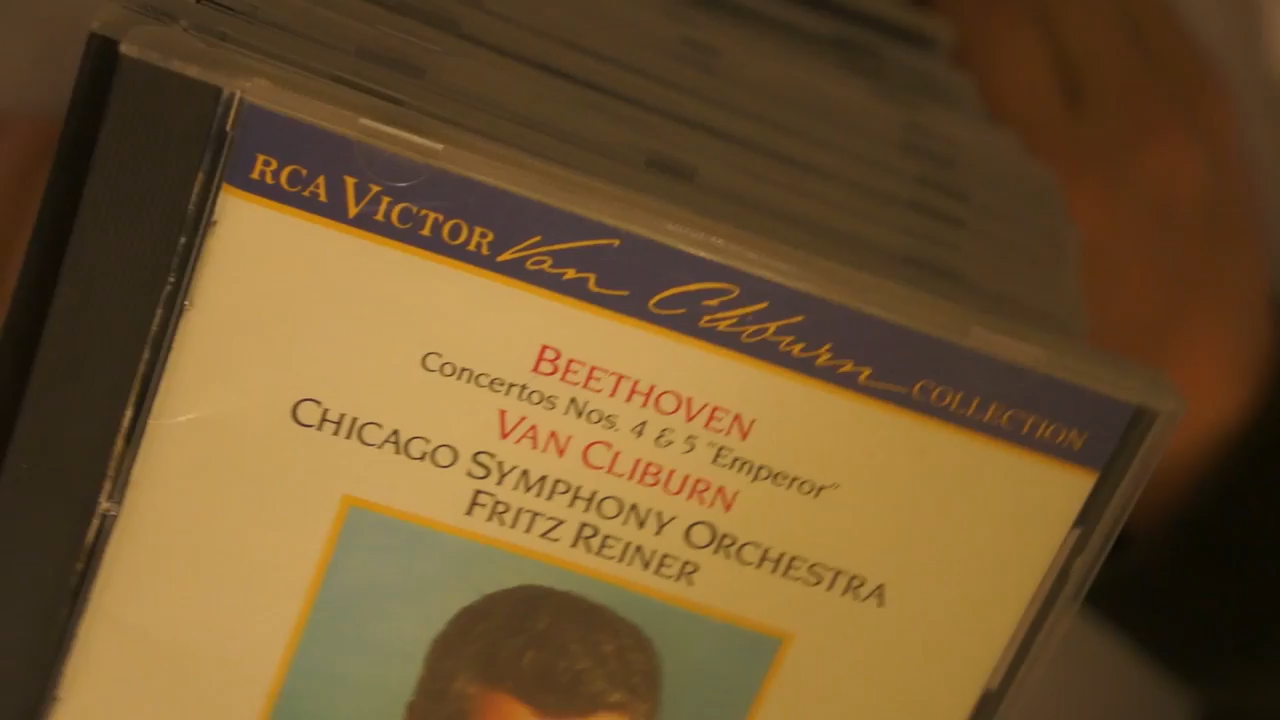 RCA VICTOR Van Cliburn COLLECTION
BEETHOVEN
Concertos Nos. 4 & 5 "Emperor"
VAN CLIBURN
CHICAGO SYMPHONY ORCHESTRA
FRITZ REINER